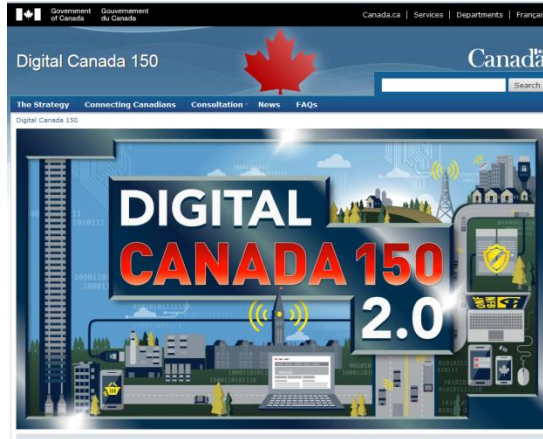 Government of Canada
Gouvernement du Canada
Canada.ca | Services | Departments | Françai
Digital Canada 150
Canada
Search
The Strategy Connecting Canadians Consultation News FAQs
Digital Canada 150
DIGITAL
CANADA 150
2.0